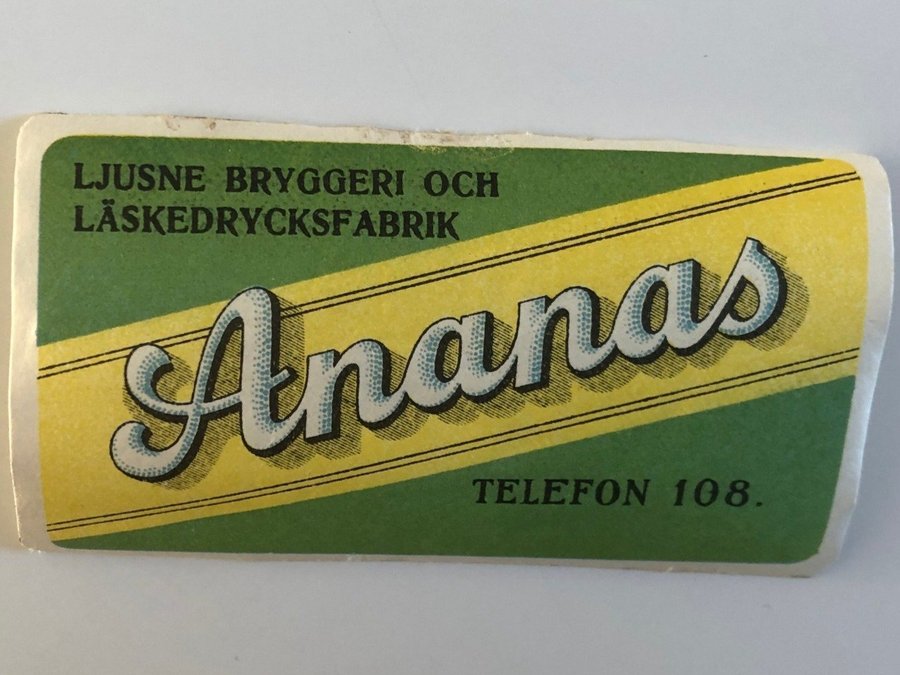 LJUSNE BRYGGERI OCH
LÄSKEDRYCKSFABRIK
Ananas
TELEFON 108.